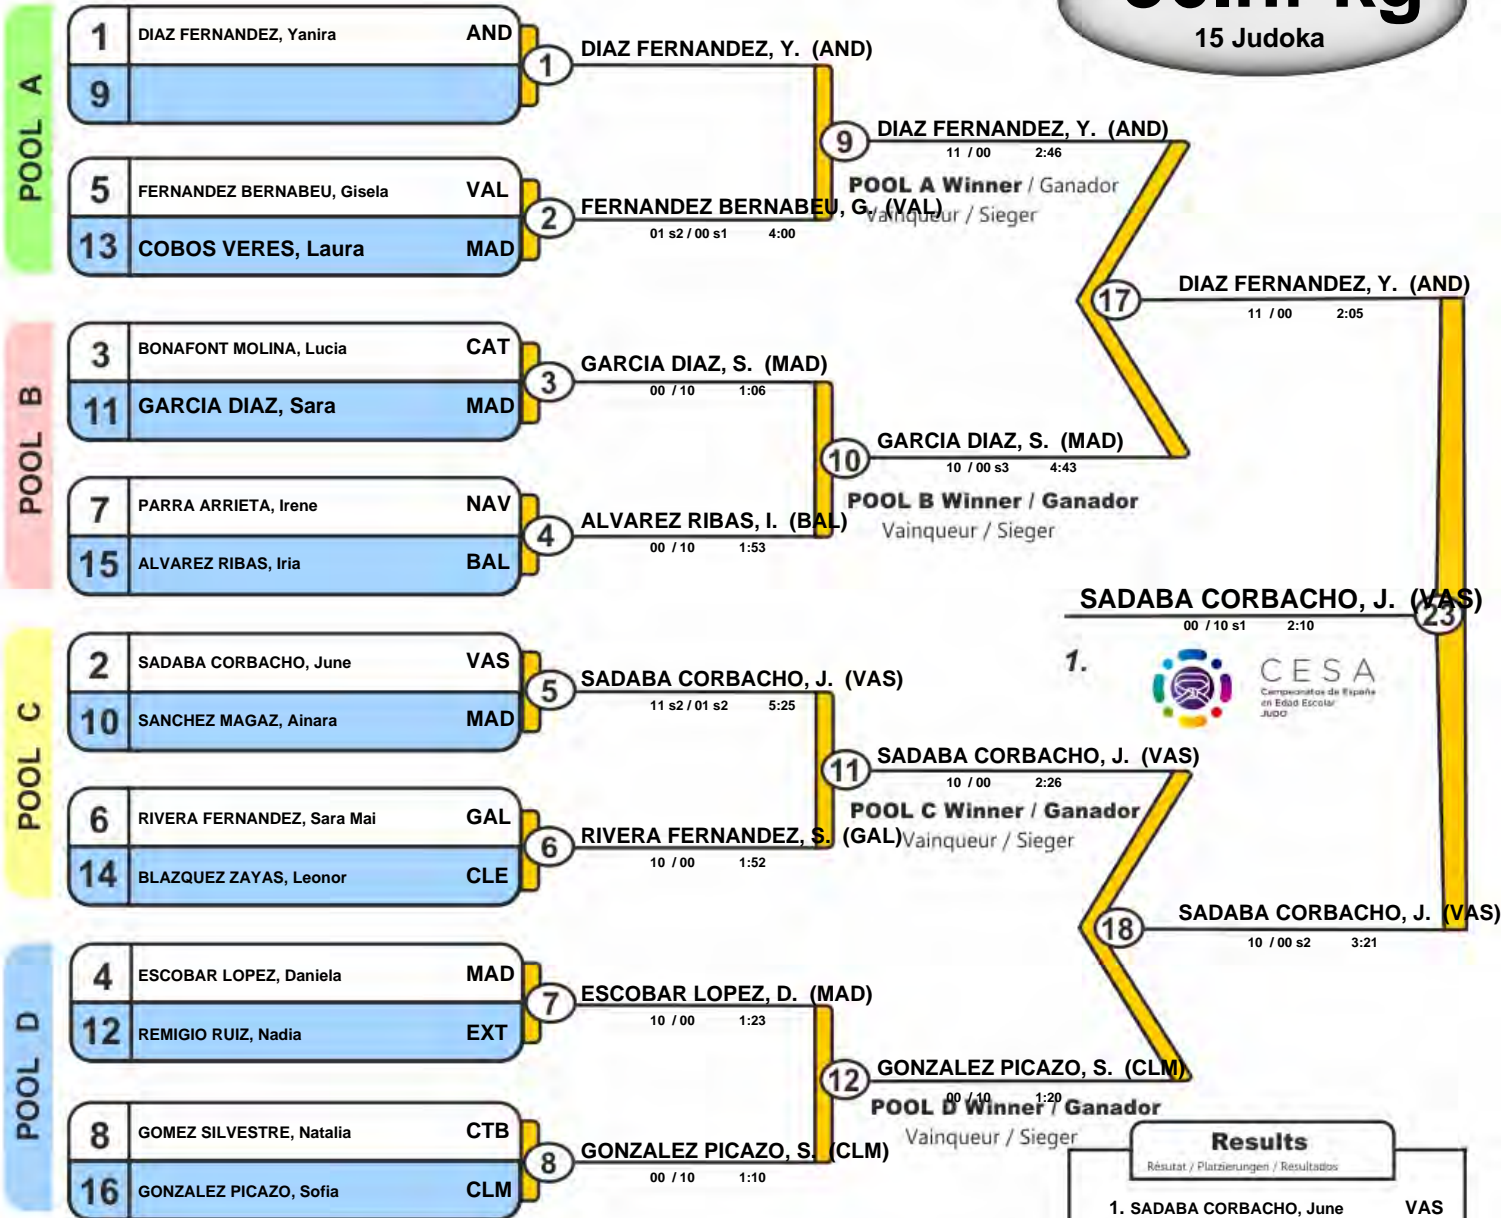 15 Judoka
POOL A
1 DIAZ FERNANDEZ, Yanira AND
9
1
DIAZ FERNANDEZ, Y. (AND)
5 FERNANDEZ BERNABEU, Gisela VAL
13 COBOS VERES, Laura MAD
2
FERNANDEZ BERNABEU, G. (VAL)
01 s2 / 00 s1 4:00
9
DIAZ FERNANDEZ, Y. (AND)
11 / 00 2:46
POOL A Winner / Ganador
Vainqueur / Sieger
POOL B
3 BONAFONT MOLINA, Lucia CAT
11 GARCIA DIAZ, Sara MAD
3
GARCIA DIAZ, S. (MAD)
00 / 10 1:06
7 PARRA ARRIETA, Irene NAV
15 ALVAREZ RIBAS, Iria BAL
4
ALVAREZ RIBAS, I. (BAL)
00 / 10 1:53
10
GARCIA DIAZ, S. (MAD)
10 / 00 s3 4:43
POOL B Winner / Ganador
Vainqueur / Sieger
17
DIAZ FERNANDEZ, Y. (AND)
11 / 00 2:05
POOL C
2 SADABA CORBACHO, June VAS
10 SANCHEZ MAGAZ, Ainara MAD
5
SADABA CORBACHO, J. (VAS)
11 s2 / 01 s2 5:25
6 RIVERA FERNANDEZ, Sara Mai GAL
14 BLAZQUEZ ZAYAS, Leonor CLE
6
RIVERA FERNANDEZ, S. (GAL)
10 / 00 1:52
11
SADABA CORBACHO, J. (VAS)
10 / 00 2:26
POOL C Winner / Ganador
Vainqueur / Sieger
POOL D
4 ESCOBAR LOPEZ, Daniela MAD
12 REMIGIO RUIZ, Nadia EXT
7
ESCOBAR LOPEZ, D. (MAD)
10 / 00 1:23
8 GOMEZ SILVESTRE, Natalia CTB
16 GONZALEZ PICAZO, Sofia CLM
8
GONZALEZ PICAZO, S. (CLM)
00 / 10 1:10
12
GONZALEZ PICAZO, S. (CLM)
00 / 10 1:20
POOL D Winner / Ganador
Vainqueur / Sieger
18
SADABA CORBACHO, J. (VAS)
10 / 00 s2 3:21
SADABA CORBACHO, J. (VAS)
23
00 / 10 s1 2:10
1.
CESA
Campeonatos de España
en Edad Escolar
JUDO
Results
Résutat / Platzierungen / Resultados
1. SADABA CORBACHO, June VAS